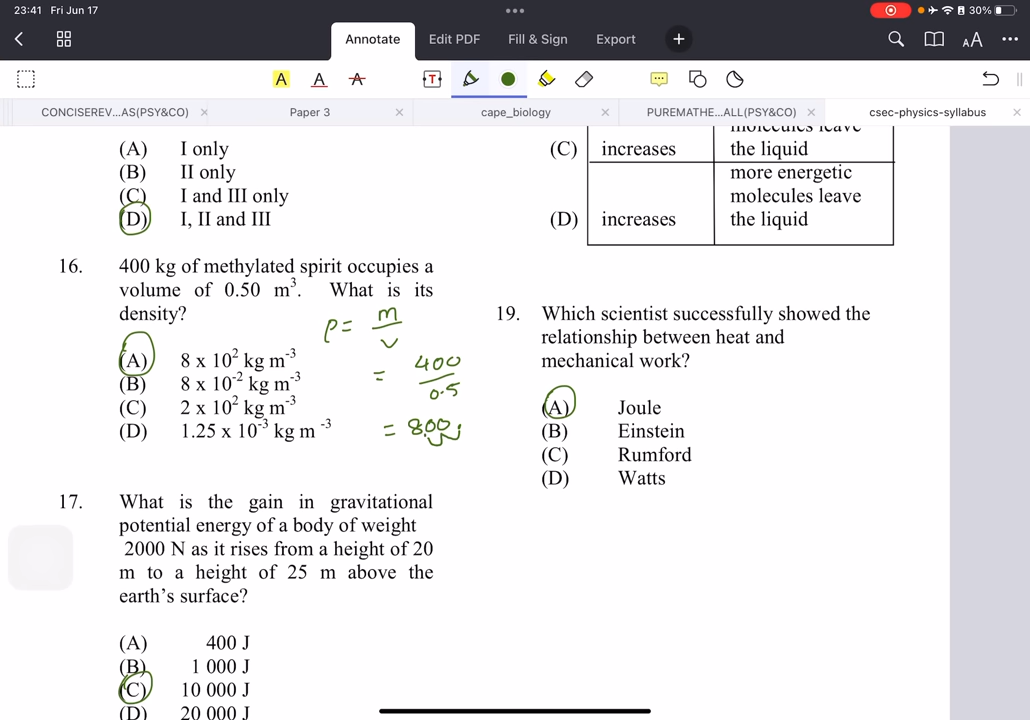 23:41 Fri Jun 17
30%
Annotate
Edit PDF
Fill & Sign
Export
AA
A A A T
CONCISEREV...AS(PSY&CO)
Paper 3
cape_biology
PUREMATHE...ALL(PSY&CO)
csec-physics-syllabus
(A) I only
(B) II only
(C) I and III only
(D) I, II and III
16. 400 kg of methylated spirit occupies a
volume of 0.50 m³. What is its
density?
(A) 8 x 10² kg m⁻³
(B) 8 x 10⁻² kg m⁻³
(C) 2 x 10² kg m⁻³
(D) 1.25 x 10⁻³ kg m ⁻³
ρ = m
v
= 400
0.5
= 800.
17. What is the gain in gravitational
potential energy of a body of weight
2000 N as it rises from a height of 20
m to a height of 25 m above the
earth's surface?
(A) 400 J
(B) 1 000 J
(C) 10 000 J
(D) 20 000 J
molecules leave
(C) increases the liquid
more energetic
molecules leave
(D) increases the liquid
19. Which scientist successfully showed the
relationship between heat and
mechanical work?
(A) Joule
(B) Einstein
(C) Rumford
(D) Watts